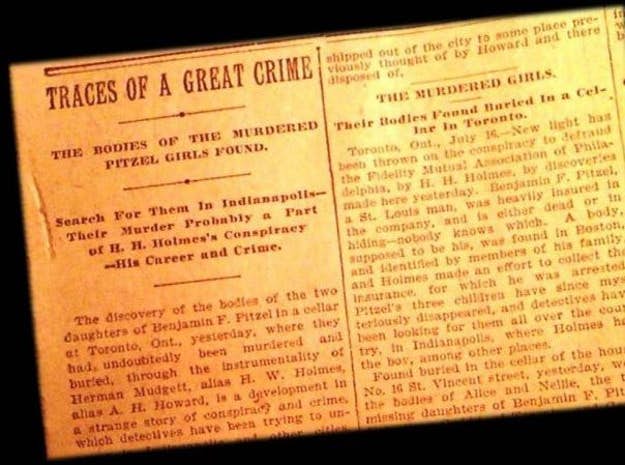 TRACES OF A GREAT CRIME
THE BODIES OF THE MURDERED
PITZEL GIRLS FOUND.
Search For Them In Indianapolis—
Their Murder Probably a Part
of H. H. Holmes's Conspiracy
—His Career and Crime.
The discovery of the bodies of the two
daughters of Benjamin F. Pitzel in a cellar
at Toronto, Ont., yesterday, where they
had, undoubtedly been murdered and
buried, through the instrumentality of
Herman Mudgett, alias H. W. Holmes,
alias A. H. Howard, is a development in
a strange story of conspiracy and crime,
which detectives have been trying to un-
and other cities
shipped out of the city to some place pre-
viously thought of by Howard and there
disposed of.
THE MURDERED GIRLS.
Their Bodies Found Buried In a Cel-
lar In Toronto.
Toronto, Ont., July 16.—New light has
been thrown on the conspiracy to defraud
the Fidelity Mutual Association of Phila-
delphia, by H. H. Holmes, by discoveries
made here yesterday. Benjamin F. Pitzel,
a St. Louis man, was heavily insured in
the company, and is either dead or in
hiding—nobody knows which. A body,
supposed to be his, was found in Boston,
and identified by members of his family,
and Holmes made an effort to collect the
insurance, for which he was arrested.
Pitzel's three children have since mys-
teriously disappeared, and detectives hav
been looking for them all over the coun
try, in Indianapolis, where Holmes ha
the boy, among other places.
Found buried in the cellar of the hou
No. 16 St. Vincent street, yesterday, w
the bodies of Alice and Nellie, the t
missing daughters of Benjamin F. Pit